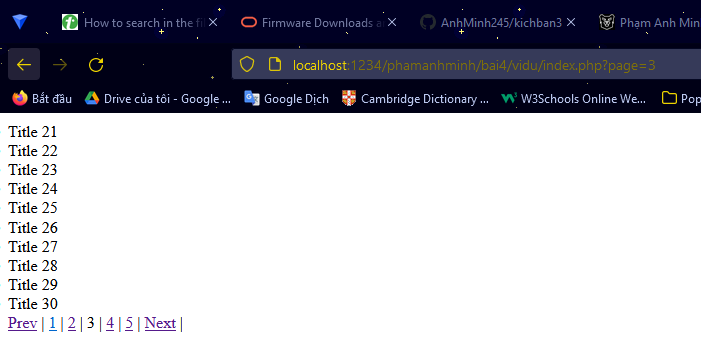 How to search in the fi
Firmware Downloads a
AnhMinh245/kichban3
Phạm Anh Min
localhost:1234/phamanhminh/bai4/vidu/index.php?page=3
Bắt đầu
Drive của tôi - Google ...
Google Dịch
Cambridge Dictionary ...
W3Schools Online We...
Pop
Title 21
Title 22
Title 23
Title 24
Title 25
Title 26
Title 27
Title 28
Title 29
Title 30
Prev | 1 | 2 | 3 | 4 | 5 | Next |